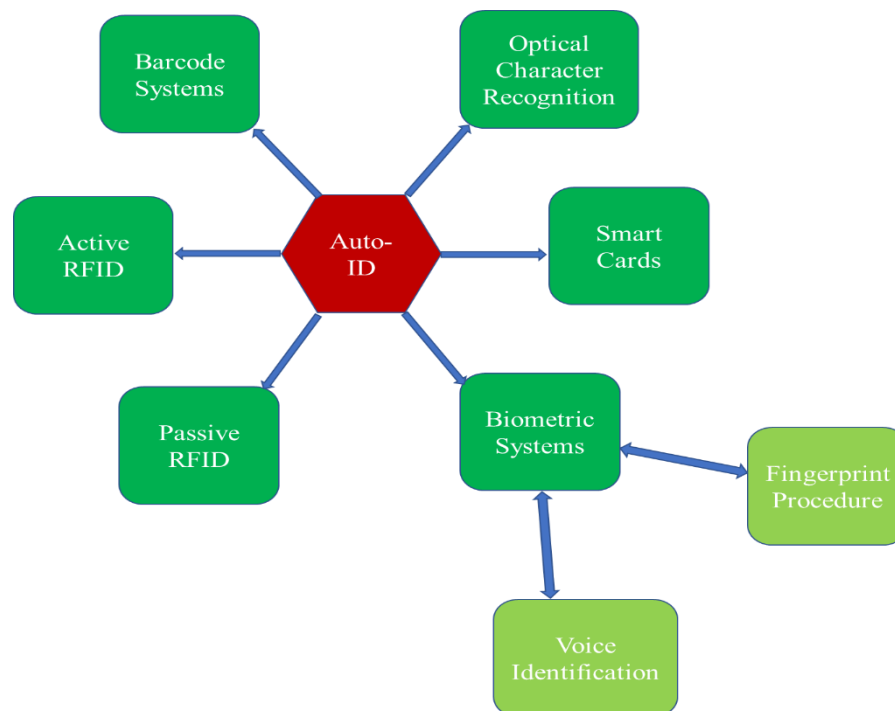 Barcode
Systems
Optical
Character
Recognition
Active
RFID
Auto-
ID
Smart
Cards
Passive
RFID
Biometric
Systems
Fingerprint
Procedure
Voice
Identification